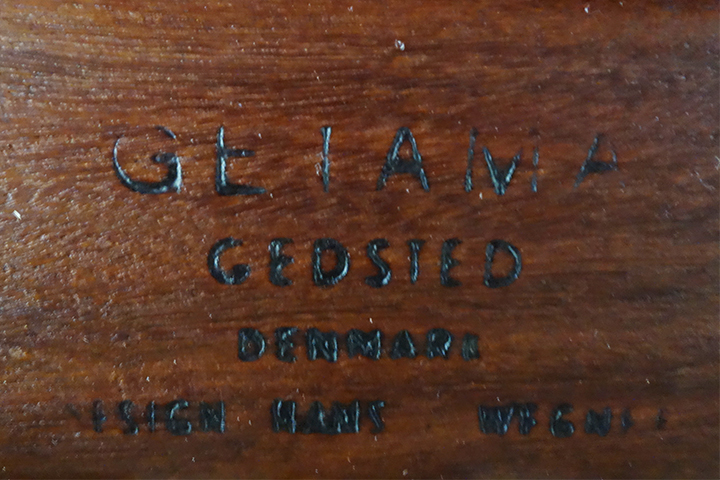 GETAMA
GEDSTED
DENMARK
DESIGN HANS WEGNER